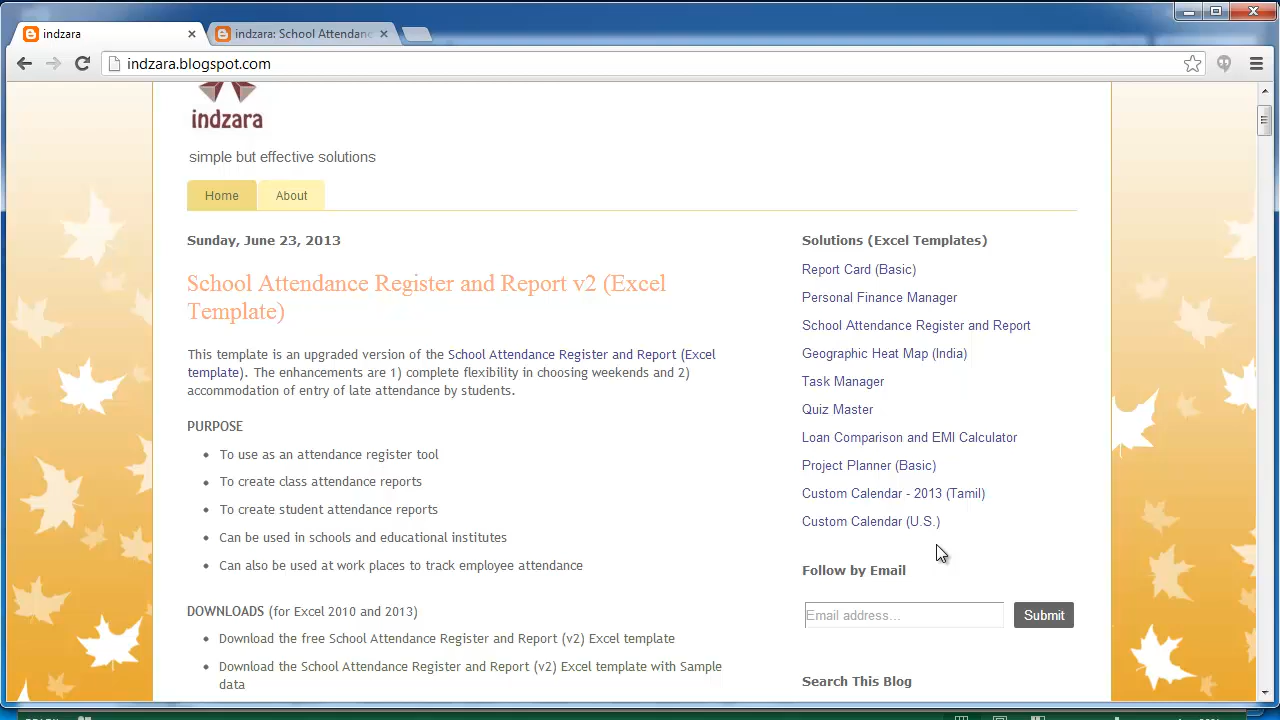 indzara
indzara: School Attendanc
indzara.blogspot.com
indzara
simple but effective solutions
Home
About
Sunday, June 23, 2013
School Attendance Register and Report v2 (Excel
Template)
This template is an upgraded version of the School Attendance Register and Report (Excel
template). The enhancements are 1) complete flexibility in choosing weekends and 2)
accommodation of entry of late attendance by students.
PURPOSE
To use as an attendance register tool
To create class attendance reports
To create student attendance reports
Can be used in schools and educational institutes
Can also be used at work places to track employee attendance
DOWNLOADS (for Excel 2010 and 2013)
Download the free School Attendance Register and Report (v2) Excel template
Download the School Attendance Register and Report (v2) Excel template with Sample
data
Solutions (Excel Templates)
Report Card (Basic)
Personal Finance Manager
School Attendance Register and Report
Geographic Heat Map (India)
Task Manager
Quiz Master
Loan Comparison and EMI Calculator
Project Planner (Basic)
Custom Calendar - 2013 (Tamil)
Custom Calendar (U.S.)
Follow by Email
Email address...
Submit
Search This Blog